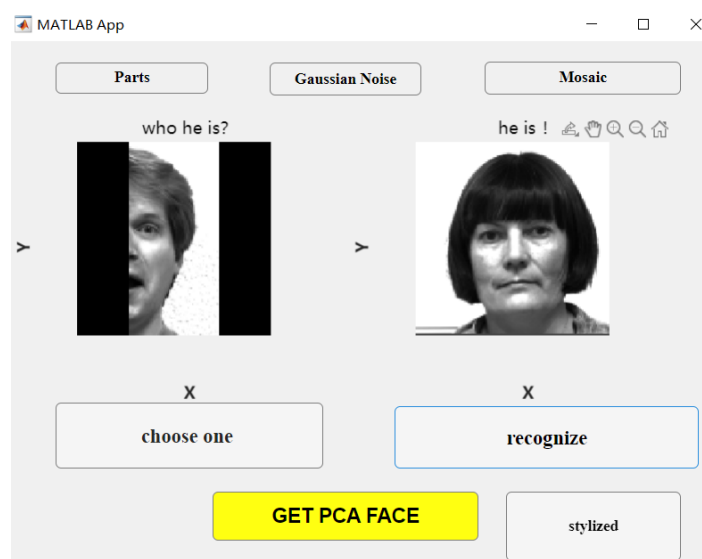 MATLAB App
Parts
Gaussian Noise
Mosaic
who he is?
he is !
Y
Y
X
X
choose one
recognize
GET PCA FACE
stylized